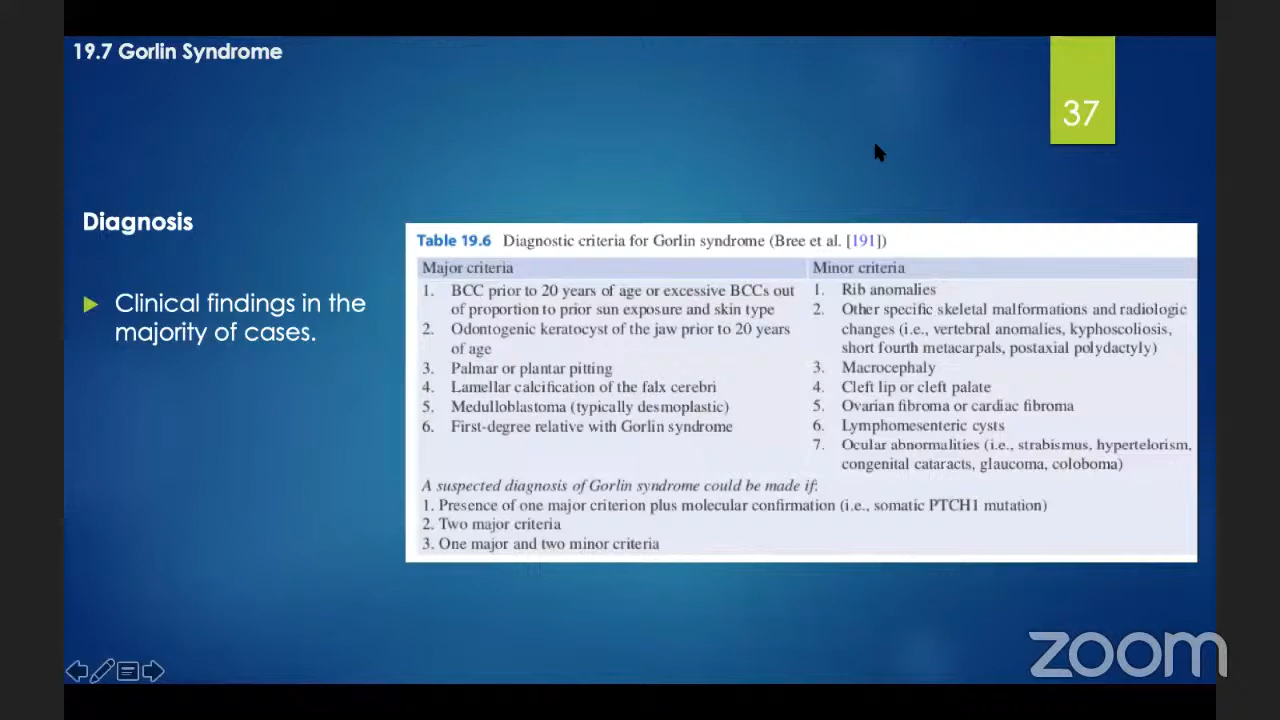 19.7 Gorlin Syndrome
37
Diagnosis
Clinical findings in the
majority of cases.
Table 19.6 Diagnostic criteria for Gorlin syndrome (Bree et al. [191])
Major criteria
1. BCC prior to 20 years of age or excessive BCCs out
of proportion to prior sun exposure and skin type
2. Odontogenic keratocyst of the jaw prior to 20 years
of age
3. Palmar or plantar pitting
4. Lamellar calcification of the falx cerebri
5. Medulloblastoma (typically desmoplastic)
6. First-degree relative with Gorlin syndrome
Minor criteria
1. Rib anomalies
2. Other specific skeletal malformations and radiologic
changes (i.e., vertebral anomalies, kyphoscoliosis,
short fourth metacarpals, postaxial polydactyly)
3. Macrocephaly
4. Cleft lip or cleft palate
5. Ovarian fibroma or cardiac fibroma
6. Lymphomesenteric cysts
7. Ocular abnormalities (i.e., strabismus, hypertelorism,
congenital cataracts, glaucoma, coloboma)
A suspected diagnosis of Gorlin syndrome could be made if:
1. Presence of one major criterion plus molecular confirmation (i.e., somatic PTCH1 mutation)
2. Two major criteria
3. One major and two minor criteria
zoom